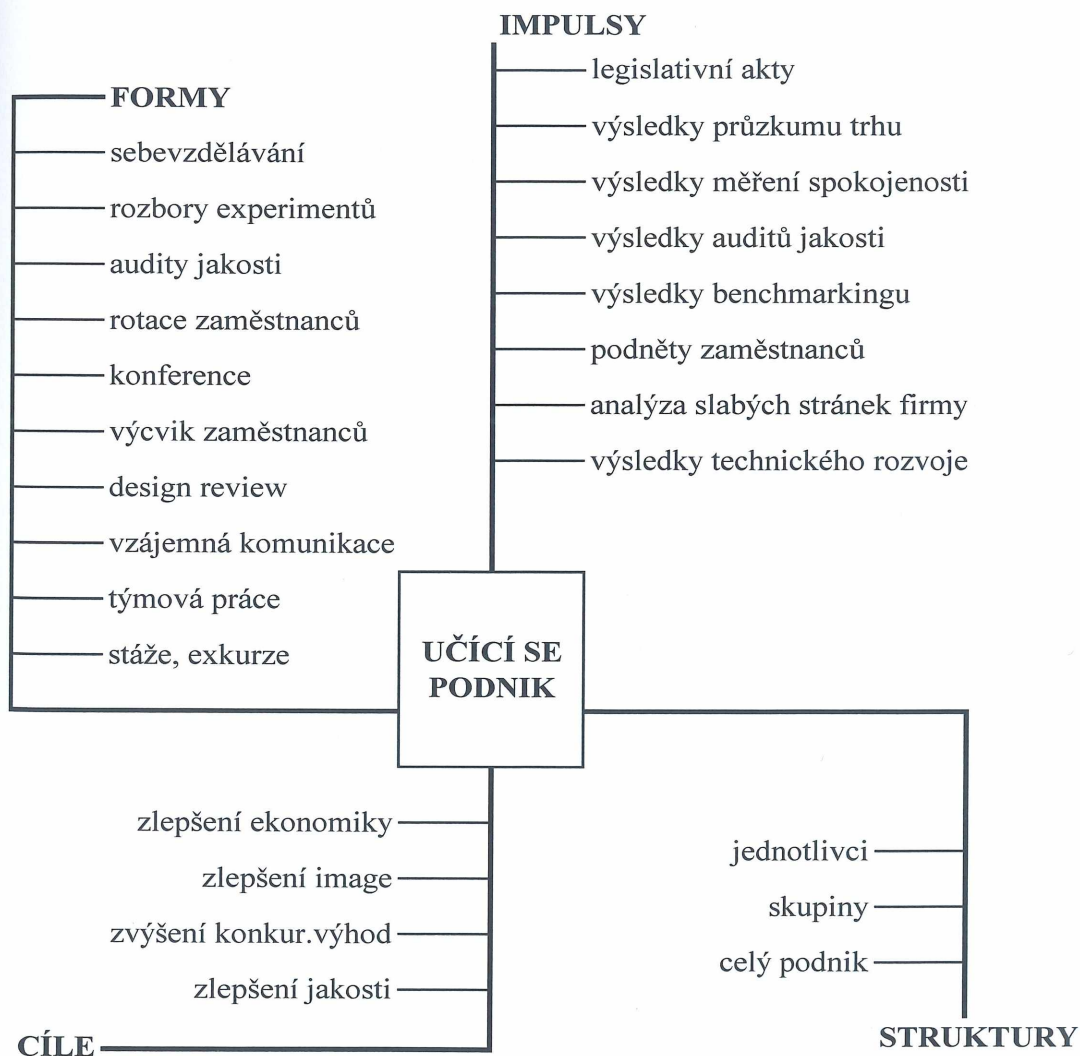 IMPULSY
legislativní akty
výsledky průzkumu trhu
výsledky měření spokojenosti
výsledky auditů jakosti
výsledky benchmarkingu
podněty zaměstnanců
analýza slabých stránek firmy
výsledky technického rozvoje
FORMY
sebevzdělávání
rozbory experimentů
audity jakosti
rotace zaměstnanců
konference
výcvik zaměstnanců
design review
vzájemná komunikace
týmová práce
stáže, exkurze
UČÍCÍ SE
PODNIK
zlepšení ekonomiky
zlepšení image
zvýšení konkur.výhod
zlepšení jakosti
CÍLE
jednotlivci
skupiny
celý podnik
STRUKTURY